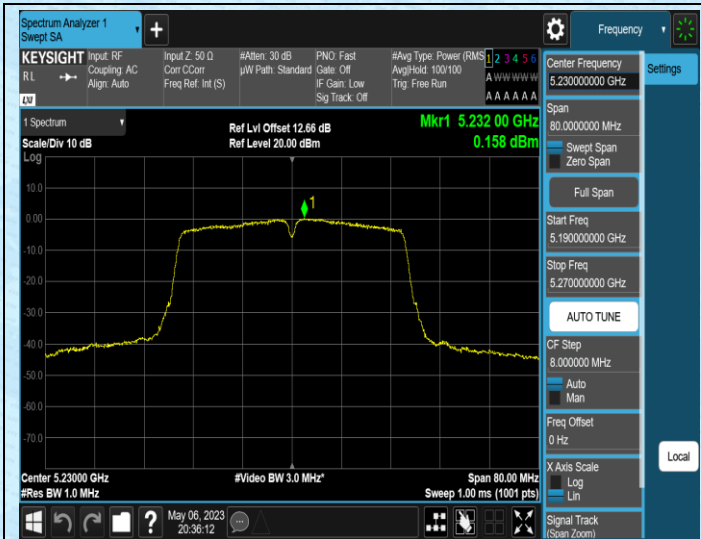 Spectrum Analyzer 1
Swept SA
Frequency
KEYSIGHT
R L
LXI
Input: RF
Coupling: AC
Align: Auto
Input Z: 50 Ω
Corr CCorr
Freq Ref: Int (S)
#Atten: 30 dB
µW Path: Standard
PNO: Fast
Gate: Off
IF Gain: Low
Sig Track: Off
#Avg Type: Power (RMS
Avg|Hold: 100/100
Trig: Free Run
1 2 3 4 5 6
A W W W W W
A A A A A A
1 Spectrum
Scale/Div 10 dB
Log
Ref Lvl Offset 12.66 dB
Ref Level 20.00 dBm
Mkr1 5.232 00 GHz
0.158 dBm
1
10.0
0.00
-10.0
-20.0
-30.0
-40.0
-50.0
-60.0
-70.0
Center 5.23000 GHz
#Res BW 1.0 MHz
#Video BW 3.0 MHz*
Span 80.00 MHz
Sweep 1.00 ms (1001 pts)
May 06, 2023
20:36:12
Center Frequency
5.230000000 GHz
Span
80.0000000 MHz
Swept Span
Zero Span
Full Span
Start Freq
5.190000000 GHz
Stop Freq
5.270000000 GHz
AUTO TUNE
CF Step
8.000000 MHz
Auto
Man
Freq Offset
0 Hz
X Axis Scale
Log
Lin
Signal Track
(Span Zoom)
Settings
Local